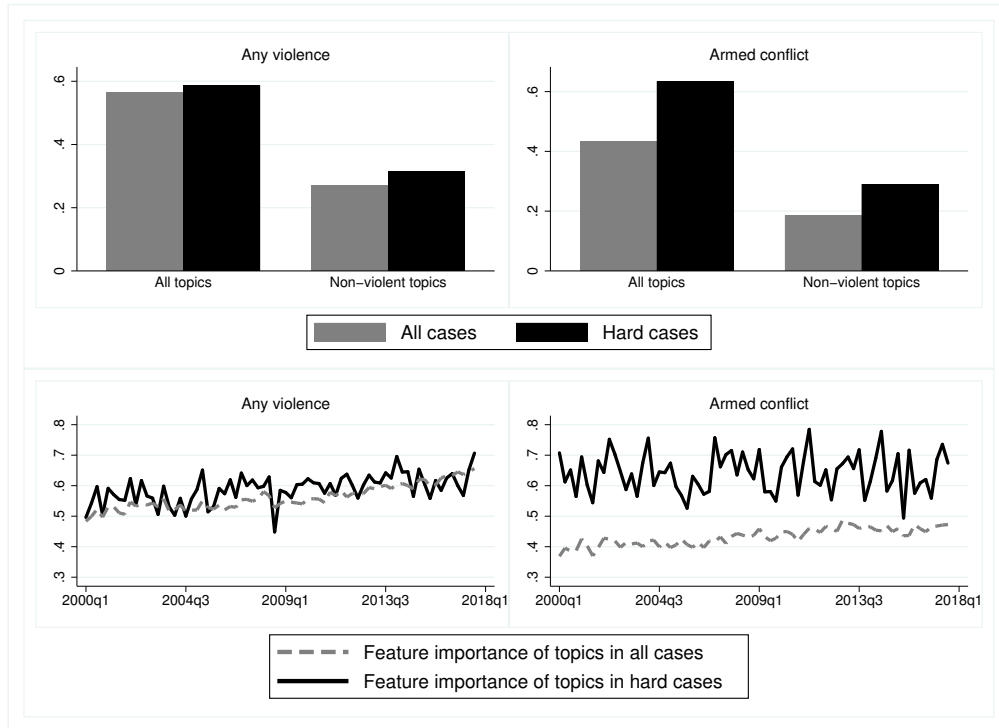 Any violence
.6
.4
.2
0
All topics
Non−violent topics
Armed conflict
.6
.4
.2
0
All topics
Non−violent topics
All cases
Hard cases
Any violence
.8
.7
.6
.5
.4
.3
2000q1
2004q3
2009q1
2013q3
2018q1
Armed conflict
.8
.7
.6
.5
.4
.3
2000q1
2004q3
2009q1
2013q3
2018q1
Feature importance of topics in all cases
Feature importance of topics in hard cases